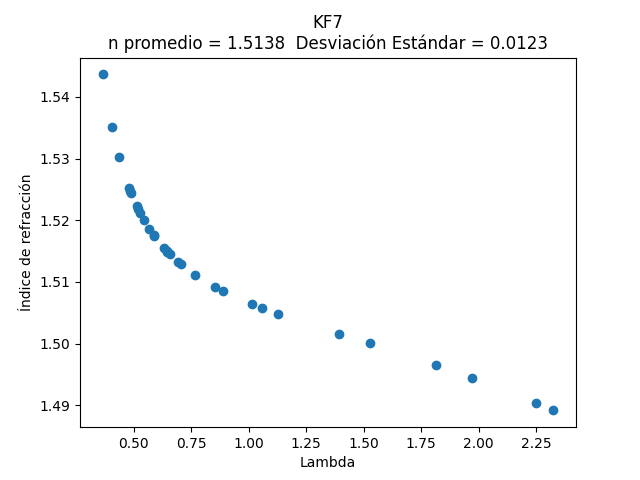 KF7
n promedio = 1.5138  Desviación Estándar = 0.0123
1.54
1.53
1.52
1.51
1.50
1.49
Índice de refracción
0.50 0.75 1.00 1.25 1.50 1.75 2.00 2.25
Lambda